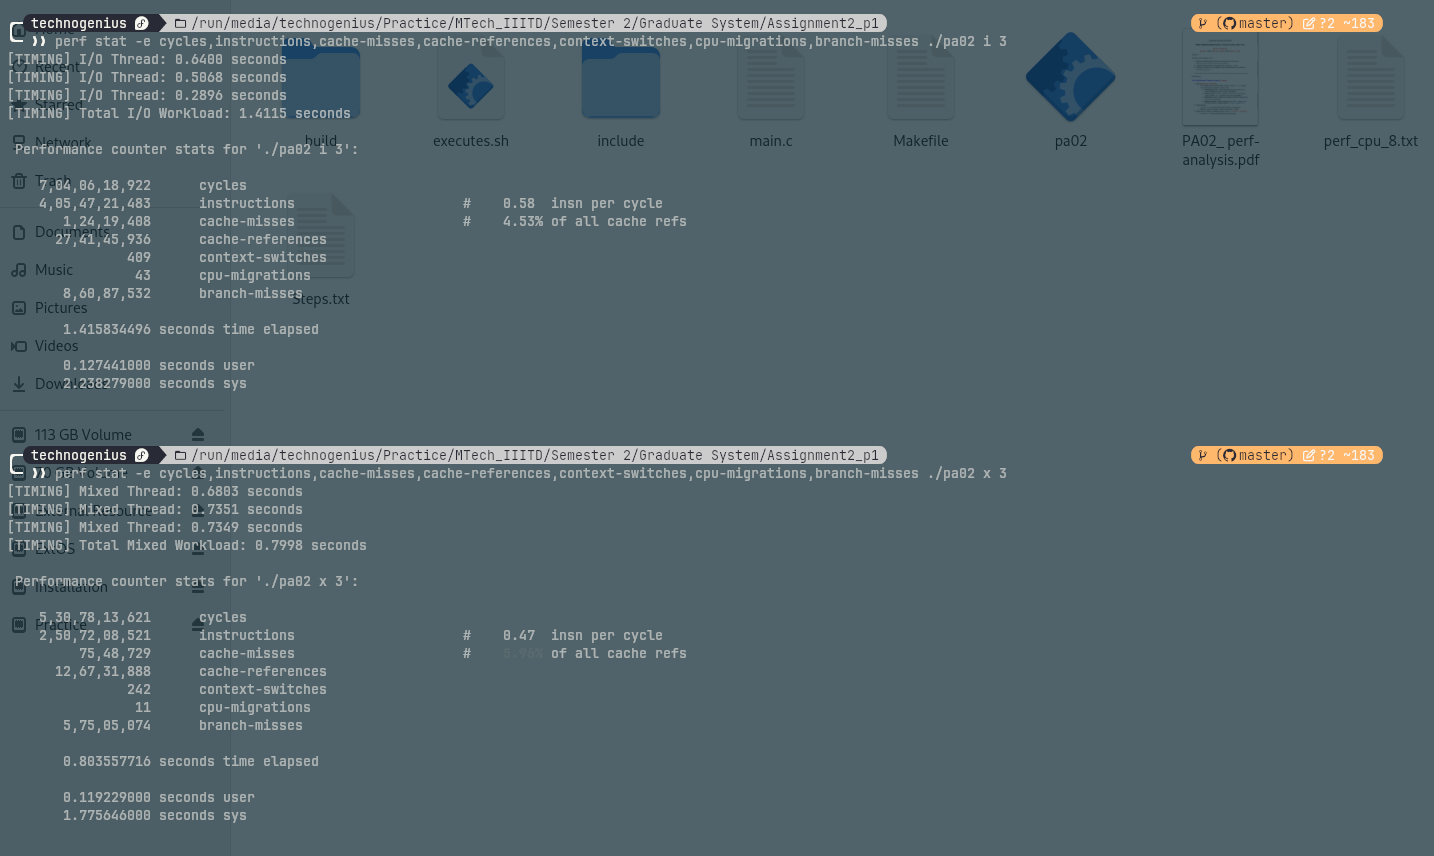 technogenius /run/media/technogenius/Practice/MTech_IIITD/Semester 2/Graduate System/Assignment2_p1 (master) ?2 ~183
❯❯ perf stat -e cycles,instructions,cache-misses,cache-references,context-switches,cpu-migrations,branch-misses ./pa02 i 3
[TIMING] I/O Thread: 0.6400 seconds
[TIMING] I/O Thread: 0.5068 seconds
[TIMING] I/O Thread: 0.2896 seconds
[TIMING] Total I/O Workload: 1.4115 seconds
Performance counter stats for './pa02 i 3':
7,04,06,18,922 cycles
4,05,47,21,483 instructions # 0.58 insn per cycle
1,24,19,408 cache-misses # 4.53% of all cache refs
27,41,45,936 cache-references
409 context-switches
43 cpu-migrations
8,60,87,532 branch-misses
1.415834496 seconds time elapsed
0.127441000 seconds user
2.238279000 seconds sys
technogenius /run/media/technogenius/Practice/MTech_IIITD/Semester 2/Graduate System/Assignment2_p1 (master) ?2 ~183
❯❯ perf stat -e cycles,instructions,cache-misses,cache-references,context-switches,cpu-migrations,branch-misses ./pa02 x 3
[TIMING] Mixed Thread: 0.6803 seconds
[TIMING] Mixed Thread: 0.7351 seconds
[TIMING] Mixed Thread: 0.7349 seconds
[TIMING] Total Mixed Workload: 0.7998 seconds
Performance counter stats for './pa02 x 3':
5,30,78,13,621 cycles
2,50,72,08,521 instructions # 0.47 insn per cycle
75,48,729 cache-misses # 5.96% of all cache refs
12,67,31,888 cache-references
242 context-switches
11 cpu-migrations
5,75,05,074 branch-misses
0.803557716 seconds time elapsed
0.119229000 seconds user
1.775646000 seconds sys
Home
Recent
Starred
Network
Trash
Documents
Music
Pictures
Videos
Downloads
113 GB Volume
External Resource
ExtOS
Installation
Practice
build
executes.sh
include
main.c
Makefile
pa02
PA02_ perf-
analysis.pdf
perf_cpu_8.txt
Steps.txt